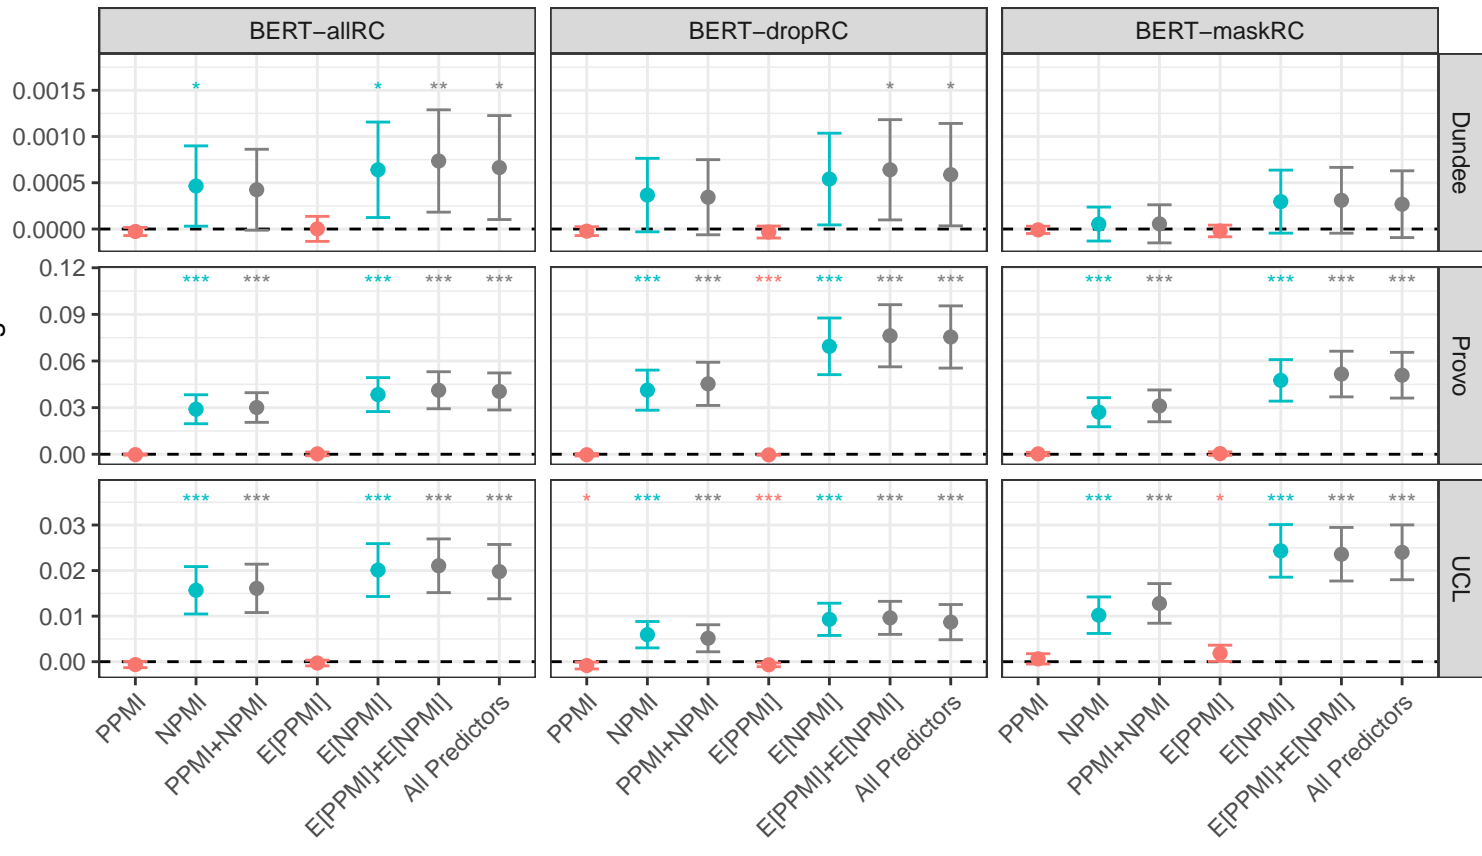 BERT−allRC BERT−dropRC BERT−maskRC
0.0015 * * ** * * *
0.0010
0.0005
0.0000
Dundee
0.12 *** *** *** *** *** *** *** *** *** *** *** *** *** *** *** ***
0.09
0.06
0.03
0.00
Provo
*** *** *** *** *** * *** *** *** *** *** *** *** *** * *** *** ***
0.03
0.02
0.01
0.00
UCL
PPMI NPMI PPMI+NPMI E[PPMI] E[NPMI] E[PPMI]+E[NPMI] All Predictors
PPMI NPMI PPMI+NPMI E[PPMI] E[NPMI] E[PPMI]+E[NPMI] All Predictors
PPMI NPMI PPMI+NPMI E[PPMI] E[NPMI] E[PPMI]+E[NPMI] All Predictors